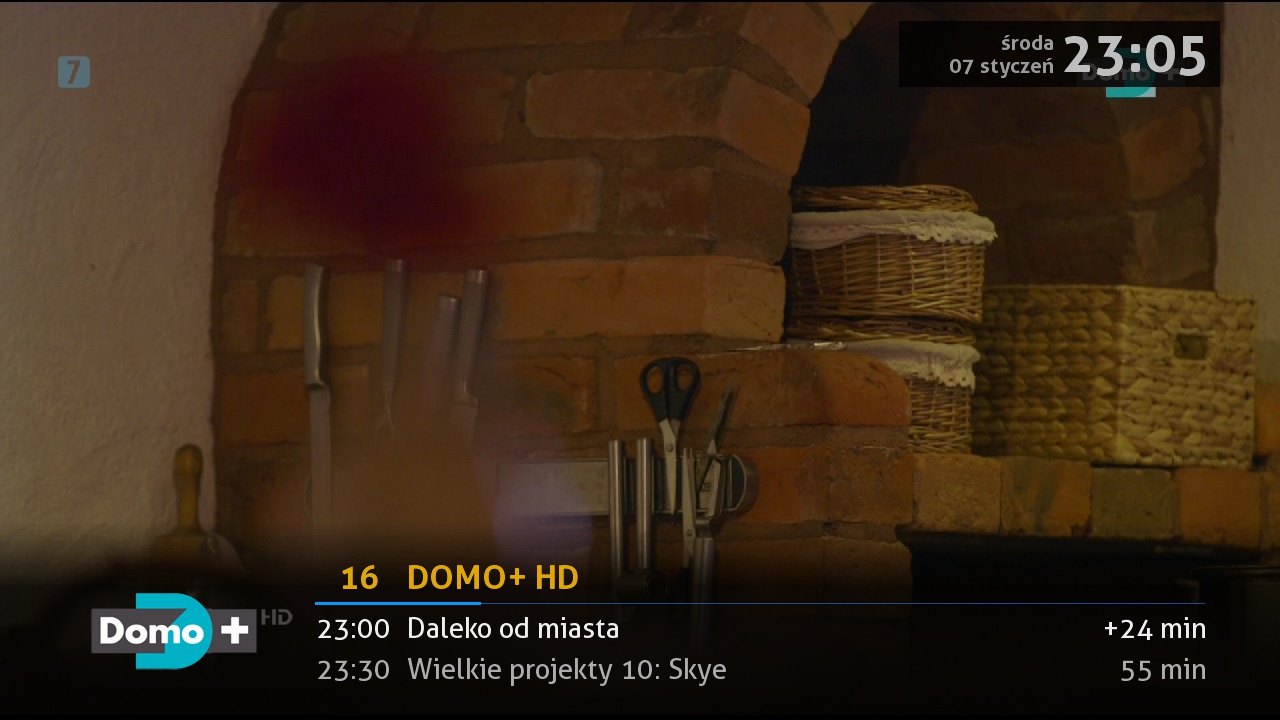 7
środa
07 styczeń 23:05
Domo+
16 DOMO+ HD
Domo+ HD
23:00 Daleko od miasta +24 min
23:30 Wielkie projekty 10: Skye 55 min